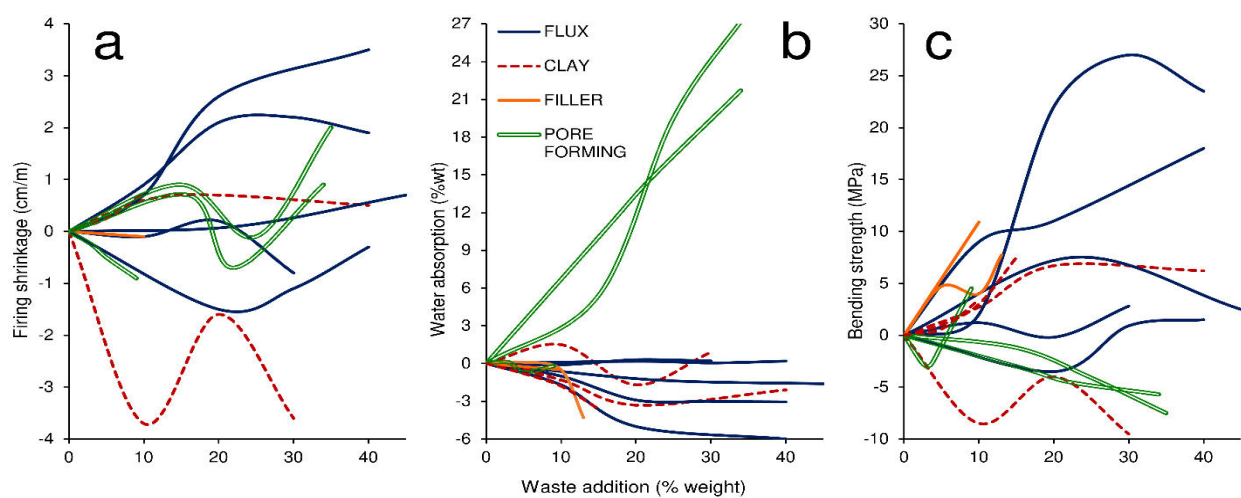 a
Firing shrinkage (cm/m)
4
3
2
1
0
-1
-2
-3
-4
0 10 20 30 40
b
Water absorption (%wt)
27
24
21
18
15
12
9
6
3
0
-3
-6
0 10 20 30 40
FLUX
CLAY
FILLER
PORE
FORMING
c
Bending strength (MPa)
30
25
20
15
10
5
0
-5
-10
0 10 20 30 40
Waste addition (% weight)